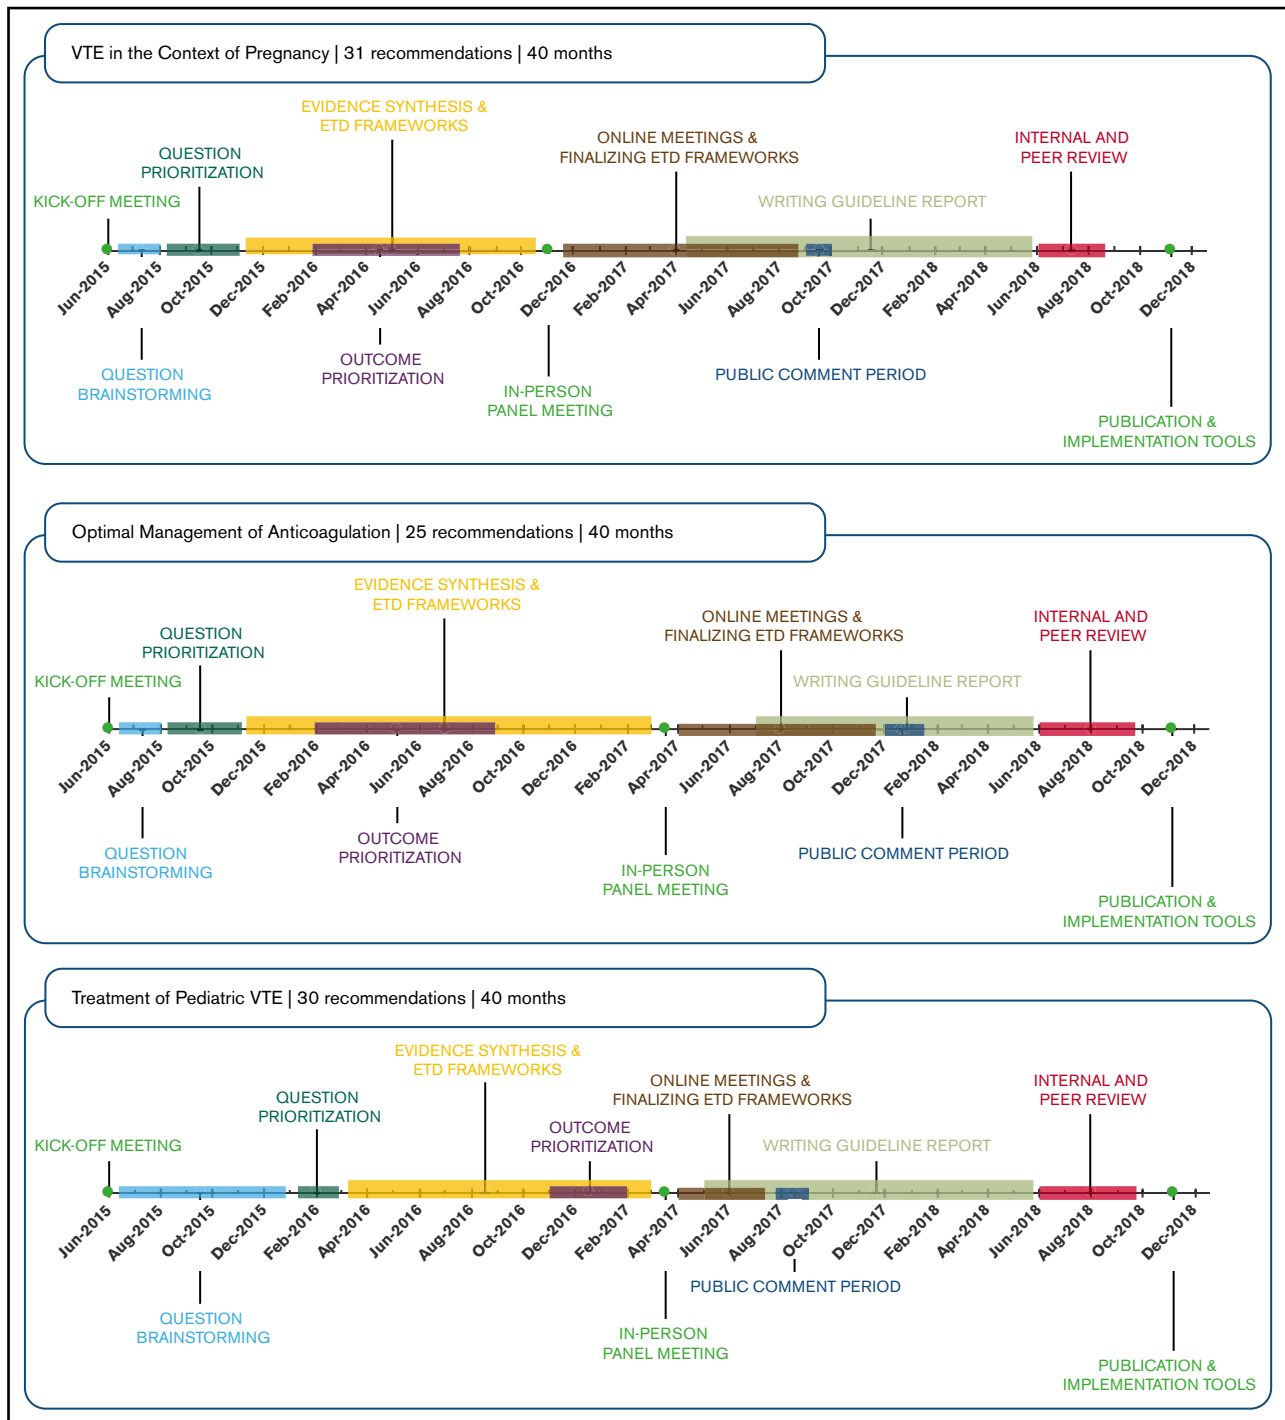 VTE in the Context of Pregnancy | 31 recommendations | 40 months
EVIDENCE SYNTHESIS &
ETD FRAMEWORKS
ONLINE MEETINGS &
FINALIZING ETD FRAMEWORKS
INTERNAL AND
PEER REVIEW
QUESTION
PRIORITIZATION
KICK-OFF MEETING
WRITING GUIDELINE REPORT
Jun-2015
Aug-2015
Oct-2015
Dec-2015
Feb-2016
Apr-2016
Jun-2016
Aug-2016
Oct-2016
Dec-2016
Feb-2017
Apr-2017
Jun-2017
Aug-2017
Oct-2017
Dec-2017
Feb-2018
Apr-2018
Jun-2018
Aug-2018
Oct-2018
Dec-2018
QUESTION
BRAINSTORMING
OUTCOME
PRIORITIZATION
IN-PERSON
PANEL MEETING
PUBLIC COMMENT PERIOD
PUBLICATION &
IMPLEMENTATION TOOLS
Optimal Management of Anticoagulation | 25 recommendations | 40 months
EVIDENCE SYNTHESIS &
ETD FRAMEWORKS
ONLINE MEETINGS &
FINALIZING ETD FRAMEWORKS
INTERNAL AND
PEER REVIEW
QUESTION
PRIORITIZATION
KICK-OFF MEETING
WRITING GUIDELINE REPORT
Jun-2015
Aug-2015
Oct-2015
Dec-2015
Feb-2016
Apr-2016
Jun-2016
Aug-2016
Oct-2016
Dec-2016
Feb-2017
Apr-2017
Jun-2017
Aug-2017
Oct-2017
Dec-2017
Feb-2018
Apr-2018
Jun-2018
Aug-2018
Oct-2018
Dec-2018
QUESTION
BRAINSTORMING
OUTCOME
PRIORITIZATION
IN-PERSON
PANEL MEETING
PUBLIC COMMENT PERIOD
PUBLICATION &
IMPLEMENTATION TOOLS
Treatment of Pediatric VTE | 30 recommendations | 40 months
EVIDENCE SYNTHESIS &
ETD FRAMEWORKS
ONLINE MEETINGS &
FINALIZING ETD FRAMEWORKS
INTERNAL AND
PEER REVIEW
QUESTION
PRIORITIZATION
OUTCOME
PRIORITIZATION
KICK-OFF MEETING
WRITING GUIDELINE REPORT
Jun-2015
Aug-2015
Oct-2015
Dec-2015
Feb-2016
Apr-2016
Jun-2016
Aug-2016
Oct-2016
Dec-2016
Feb-2017
Apr-2017
Jun-2017
Aug-2017
Oct-2017
Dec-2017
Feb-2018
Apr-2018
Jun-2018
Aug-2018
Oct-2018
Dec-2018
PUBLIC COMMENT PERIOD
QUESTION
BRAINSTORMING
IN-PERSON
PANEL MEETING
PUBLICATION &
IMPLEMENTATION TOOLS